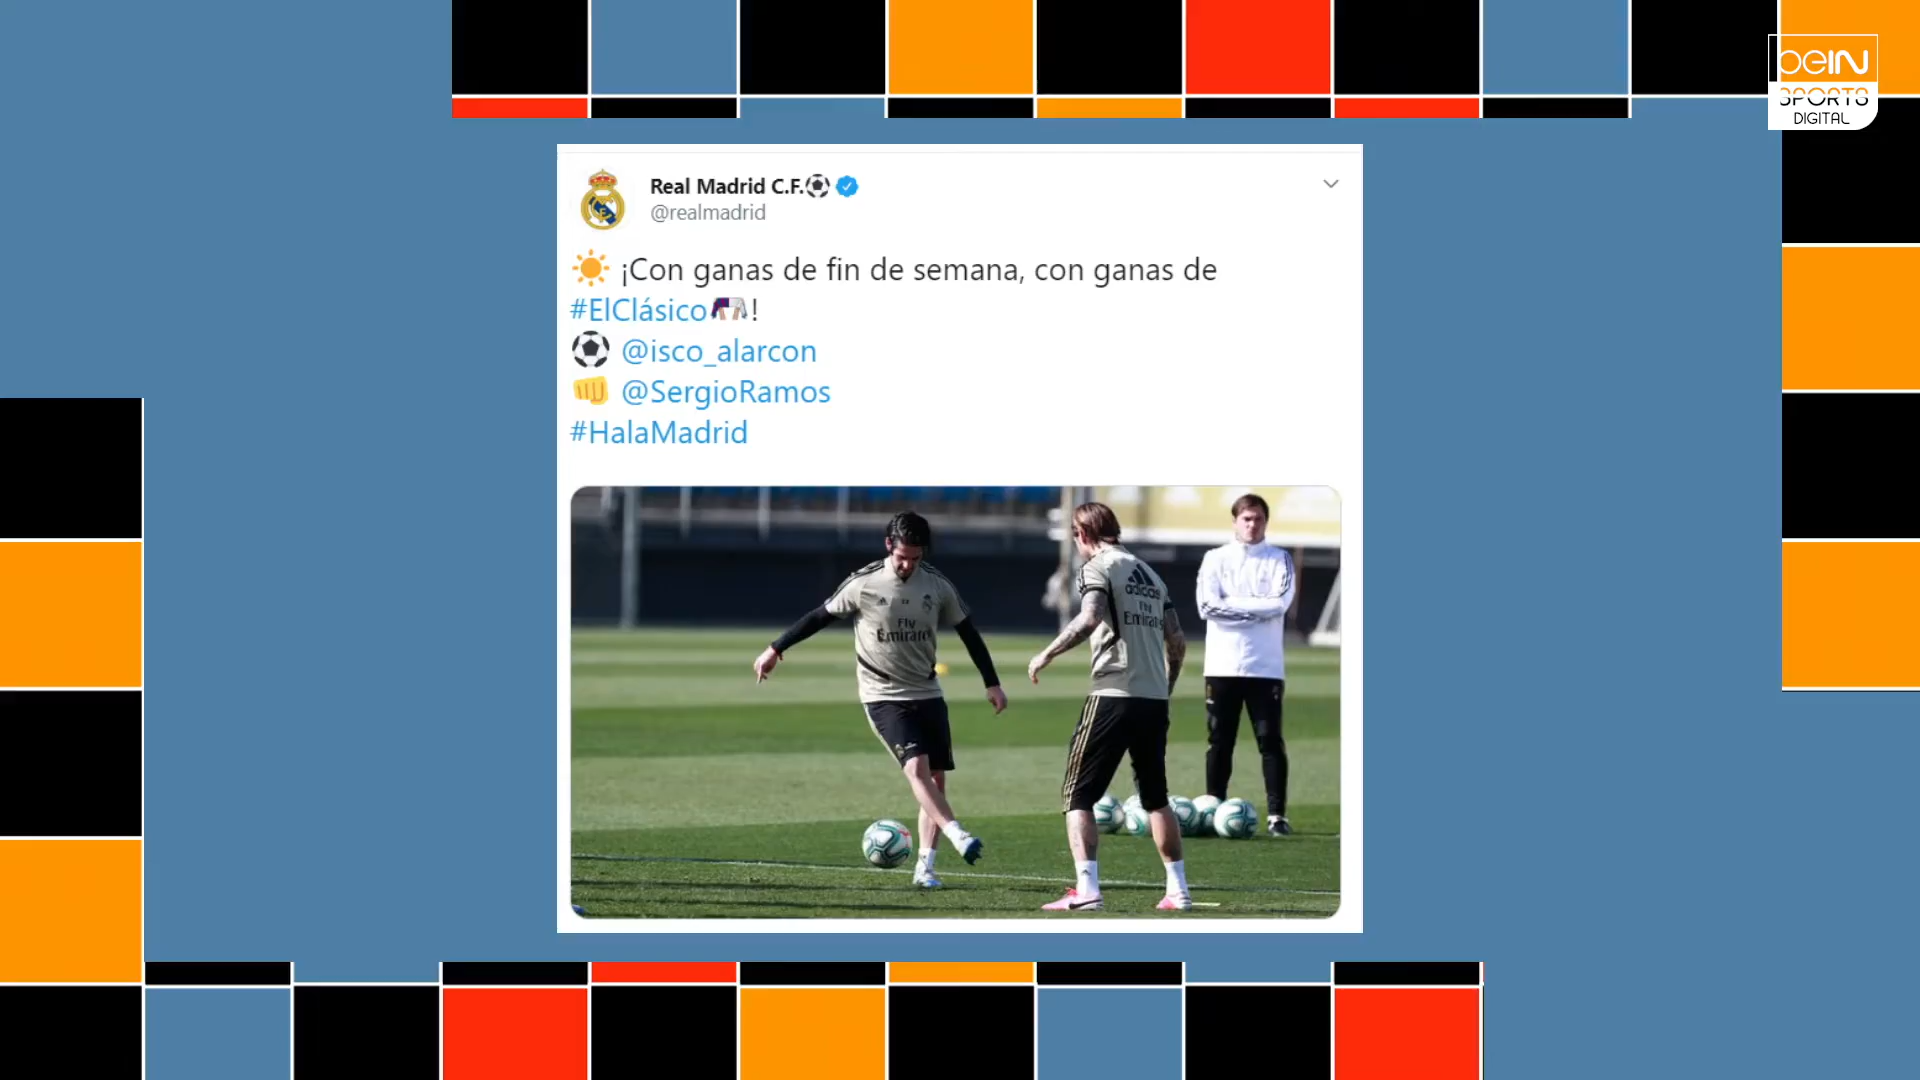 beIN
SPORTS
DIGITAL
Real Madrid C.F.⚽
@realmadrid
☀️ ¡Con ganas de fin de semana, con ganas de
#ElClásico!
⚽ @isco_alarcon
👊 @SergioRamos
#HalaMadrid
Fly
Emirates
adidas
Fly
Emirates